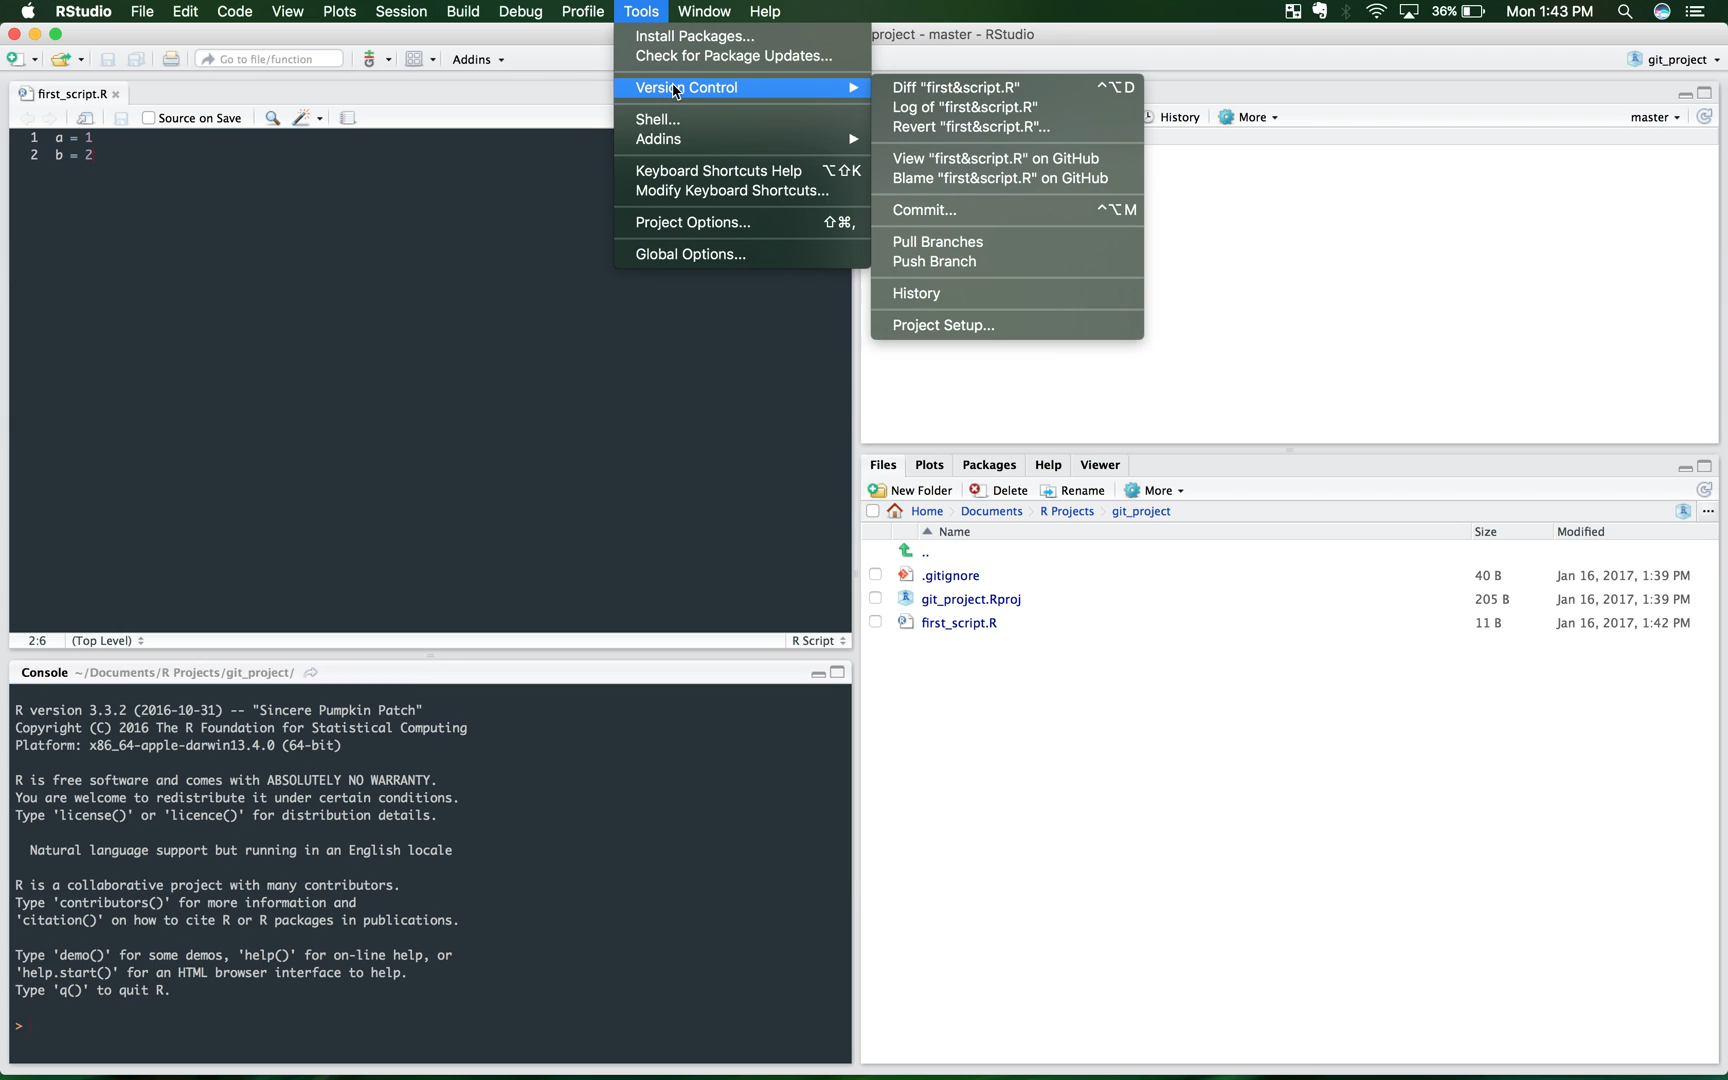 RStudio File Edit Code View Plots Session Build Debug Profile Tools Window Help 36% Mon 1:43 PM
project - master - RStudio
Go to file/function Addins git_project
Install Packages...
Check for Package Updates...
Version Control
Shell...
Addins
Keyboard Shortcuts Help ⌥⇧K
Modify Keyboard Shortcuts...
Project Options... ⇧⌘,
Global Options...
Diff "first&script.R" ^⌥D
Log of "first&script.R"
Revert "first&script.R"...
View "first&script.R" on GitHub
Blame "first&script.R" on GitHub
Commit... ^⌥M
Pull Branches
Push Branch
History
Project Setup...
first_script.R
Source on Save
1 a = 1
2 b = 2
2:6 (Top Level) R Script
History More master
Console ~/Documents/R Projects/git_project/
R version 3.3.2 (2016-10-31) -- "Sincere Pumpkin Patch"
Copyright (C) 2016 The R Foundation for Statistical Computing
Platform: x86_64-apple-darwin13.4.0 (64-bit)
R is free software and comes with ABSOLUTELY NO WARRANTY.
You are welcome to redistribute it under certain conditions.
Type 'license()' or 'licence()' for distribution details.
Natural language support but running in an English locale
R is a collaborative project with many contributors.
Type 'contributors()' for more information and
'citation()' on how to cite R or R packages in publications.
Type 'demo()' for some demos, 'help()' for on-line help, or
'help.start()' for an HTML browser interface to help.
Type 'q()' to quit R.
>
Files Plots Packages Help Viewer
New Folder Delete Rename More
Home Documents R Projects git_project ...
Name Size Modified
..
.gitignore 40 B Jan 16, 2017, 1:39 PM
git_project.Rproj 205 B Jan 16, 2017, 1:39 PM
first_script.R 11 B Jan 16, 2017, 1:42 PM